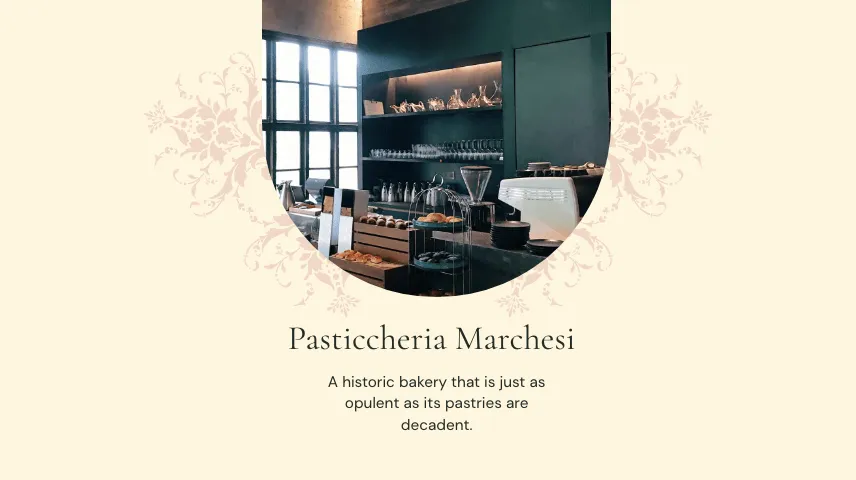 Pasticcheria Marchesi
A historic bakery that is just as
opulent as its pastries are
decadent.